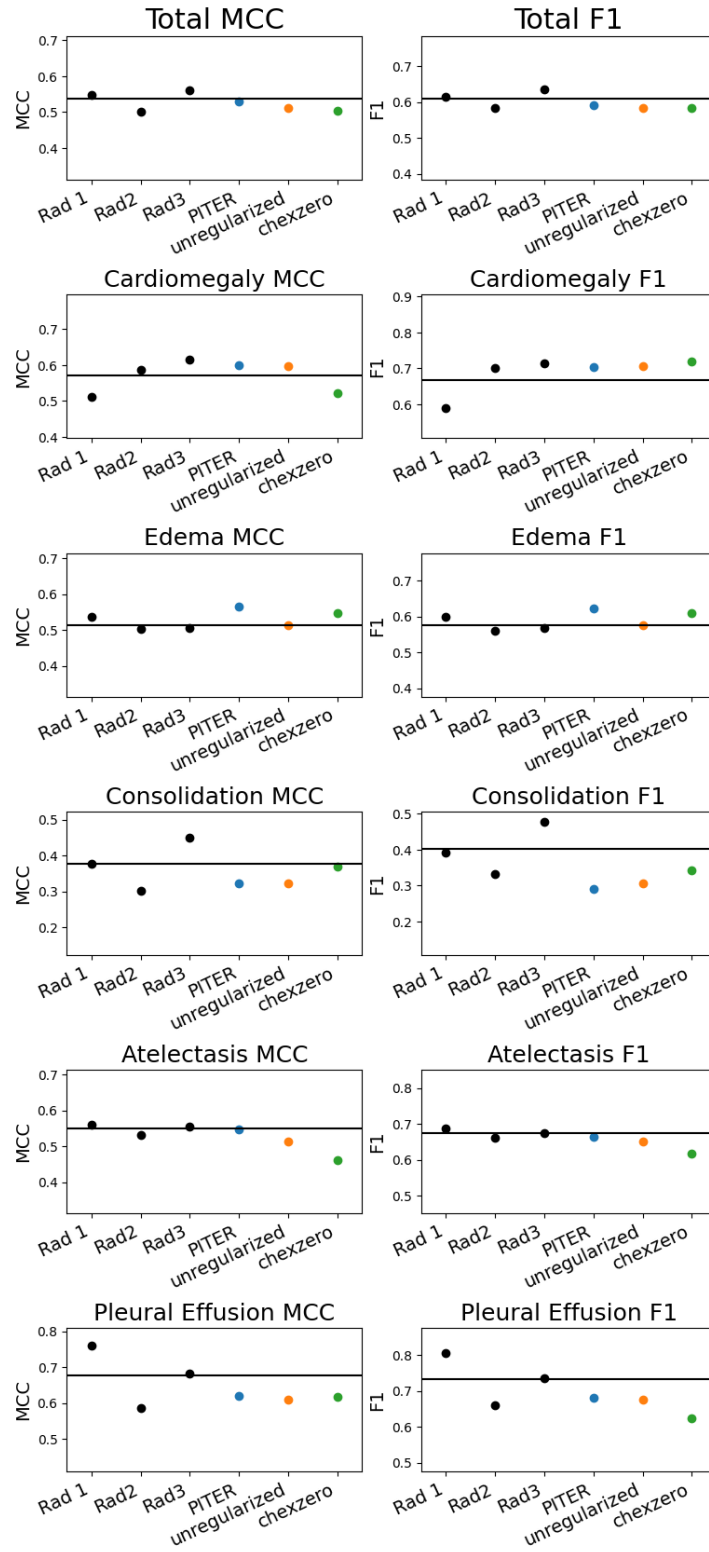 Total MCC
Total F1
0.7
0.6
0.5
0.4
MCC
Rad 1
Rad2
Rad3
PITER
unregularized
chexzero
0.7
0.6
0.5
0.4
F1
Rad 1
Rad2
Rad3
PITER
unregularized
chexzero
Cardiomegaly MCC
Cardiomegaly F1
0.7
0.6
0.5
0.4
MCC
Rad 1
Rad2
Rad3
PITER
unregularized
chexzero
0.9
0.8
0.7
0.6
F1
Rad 1
Rad2
Rad3
PITER
unregularized
chexzero
Edema MCC
Edema F1
0.7
0.6
0.5
0.4
MCC
Rad 1
Rad2
Rad3
PITER
unregularized
chexzero
0.7
0.6
0.5
0.4
F1
Rad 1
Rad2
Rad3
PITER
unregularized
chexzero
Consolidation MCC
Consolidation F1
0.5
0.4
0.3
0.2
MCC
Rad 1
Rad2
Rad3
PITER
unregularized
chexzero
0.5
0.4
0.3
0.2
F1
Rad 1
Rad2
Rad3
PITER
unregularized
chexzero
Atelectasis MCC
Atelectasis F1
0.7
0.6
0.5
0.4
MCC
Rad 1
Rad2
Rad3
PITER
unregularized
chexzero
0.8
0.7
0.6
0.5
F1
Rad 1
Rad2
Rad3
PITER
unregularized
chexzero
Pleural Effusion MCC
Pleural Effusion F1
0.8
0.7
0.6
0.5
MCC
Rad 1
Rad2
Rad3
PITER
unregularized
chexzero
0.8
0.7
0.6
0.5
F1
Rad 1
Rad2
Rad3
PITER
unregularized
chexzero